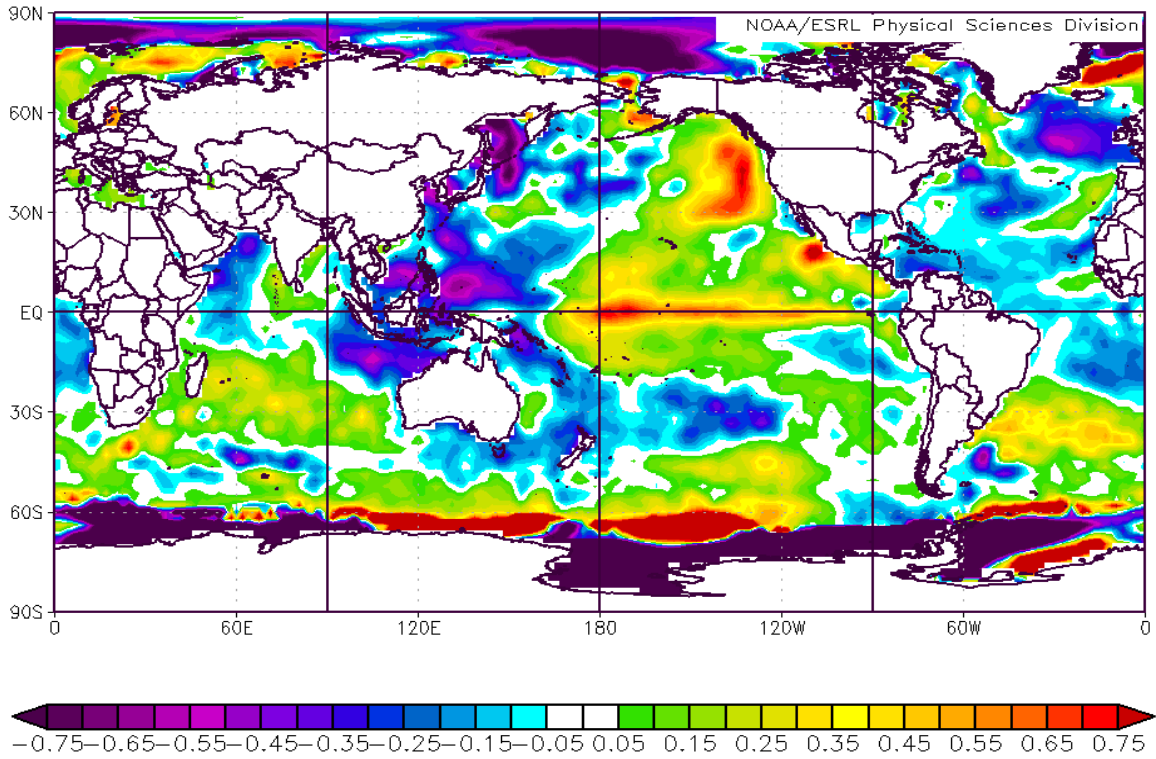 NOAA/ESRL Physical Sciences Division
90N
60N
30N
EQ
30S
60S
90S
0 60E 120E 180 120W 60W 0
−0.75−0.65−0.55−0.45−0.35−0.25−0.15−0.05 0.05 0.15 0.25 0.35 0.45 0.55 0.65 0.75